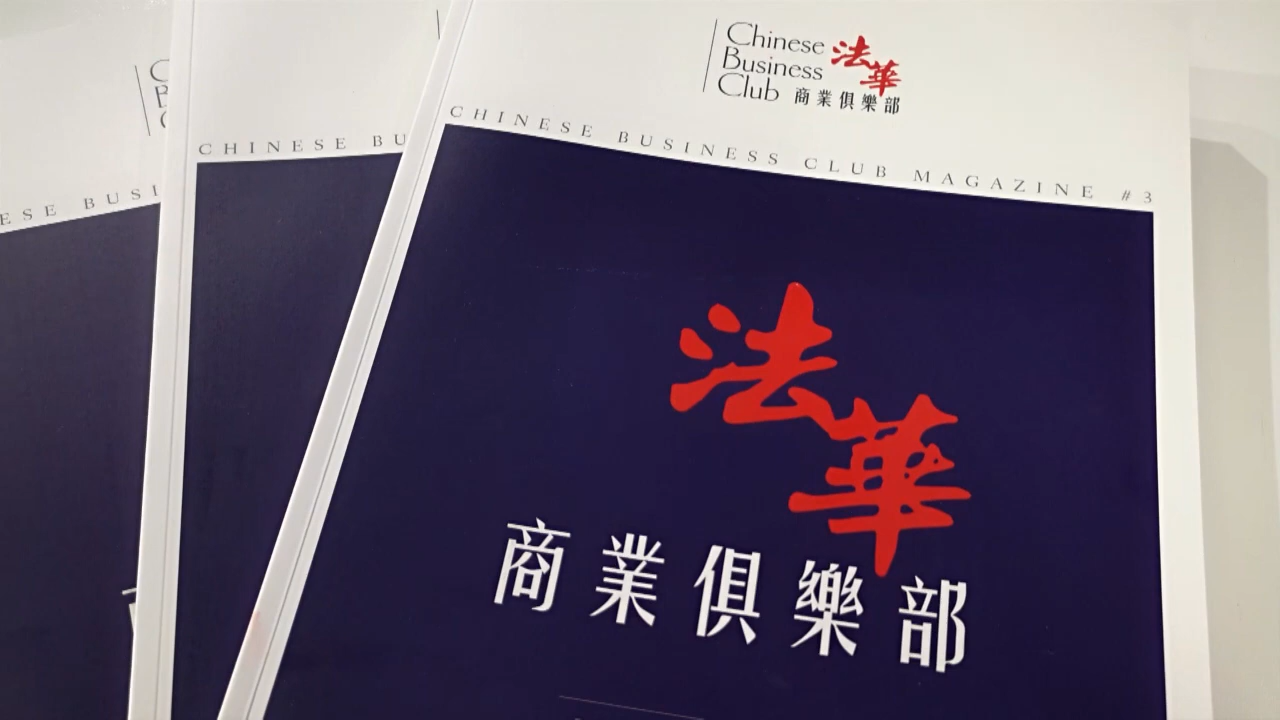 Chinese
Business
Club
法華
商業俱樂部
CHINESE BUSINESS CLUB MAGAZINE #3
法華
商業俱樂部
CHINESE BU
ESE BUSI